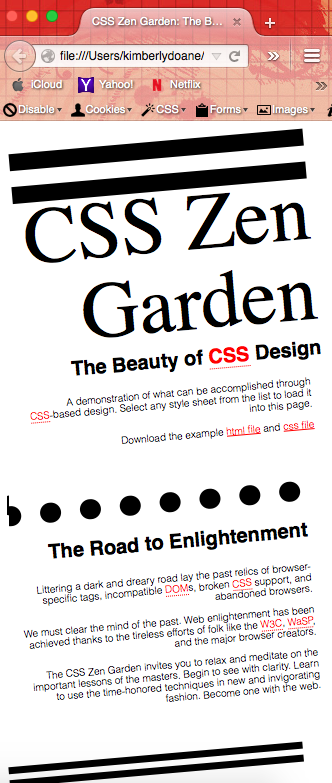 CSS Zen Garden: The B...
file:///Users/kimberlydoane/
iCloud Yahoo! Netflix
Disable Cookies CSS Forms Images
CSS Zen
Garden
The Beauty of CSS Design
A demonstration of what can be accomplished through
CSS-based design. Select any style sheet from the list to load it
into this page.
Download the example html file and css file
The Road to Enlightenment
Littering a dark and dreary road lay the past relics of browser-
specific tags, incompatible DOMs, broken CSS support, and
abandoned browsers.
We must clear the mind of the past. Web enlightenment has been
achieved thanks to the tireless efforts of folk like the W3C, WaSP,
and the major browser creators.
The CSS Zen Garden invites you to relax and meditate on the
important lessons of the masters. Begin to see with clarity. Learn
to use the time-honored techniques in new and invigorating
fashion. Become one with the web.